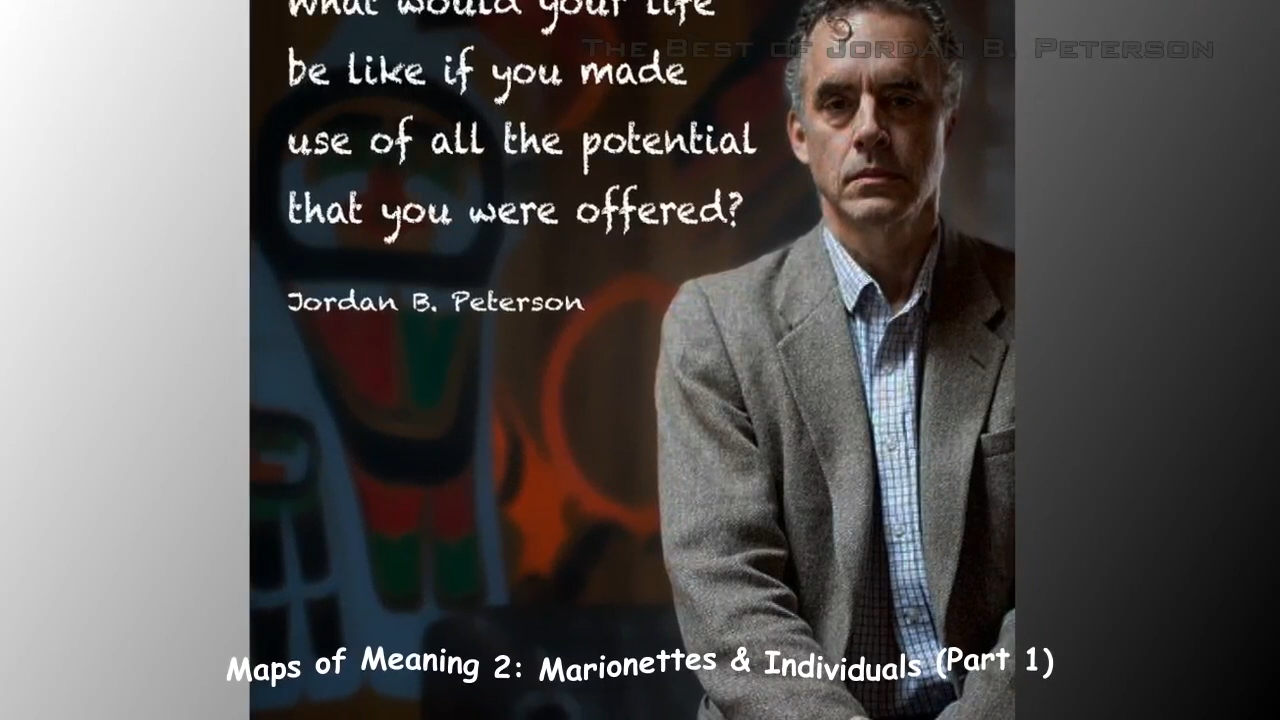 what would your life
The Best of Jordan B. Peterson
be like if you made
use of all the potential
that you were offered?
Jordan B. Peterson
Maps of Meaning 2: Marionettes & Individuals (Part 1)